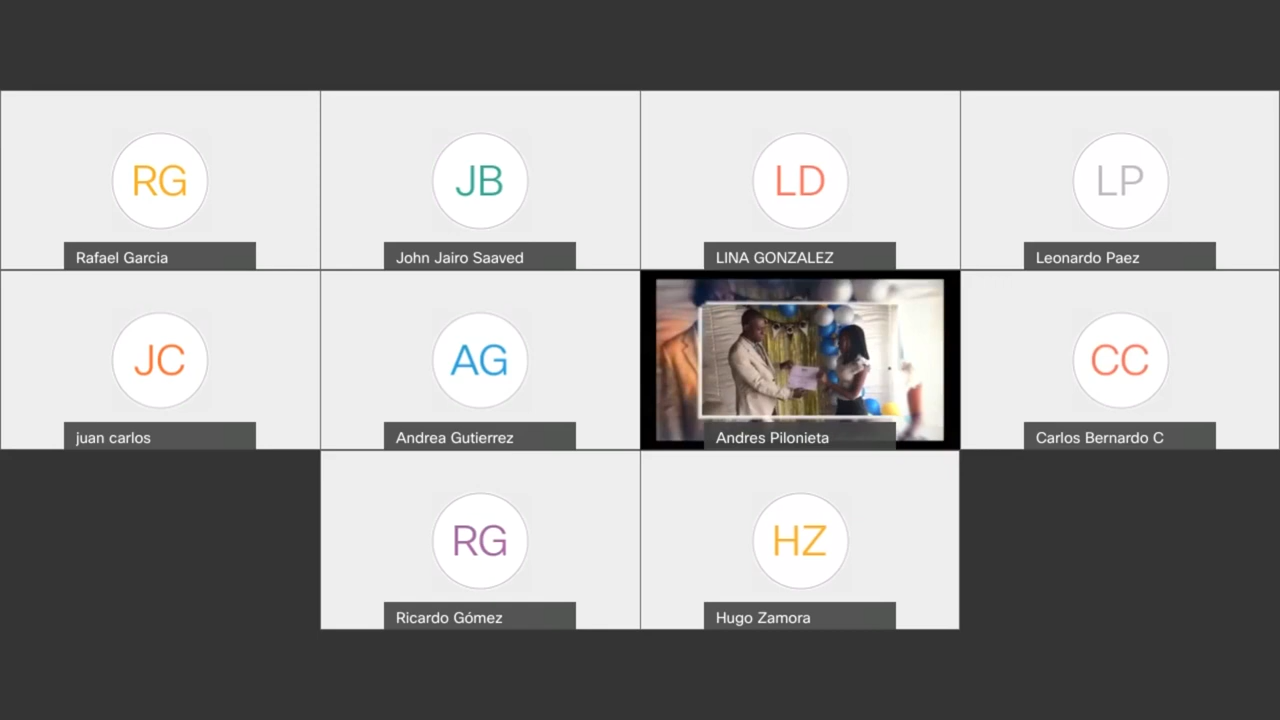 RG
JB
LD
LP
Rafael Garcia
John Jairo Saaved
LINA GONZALEZ
Leonardo Paez
JC
AG
CC
juan carlos
Andrea Gutierrez
Andres Pilonieta
Carlos Bernardo C
RG
HZ
Ricardo Gómez
Hugo Zamora